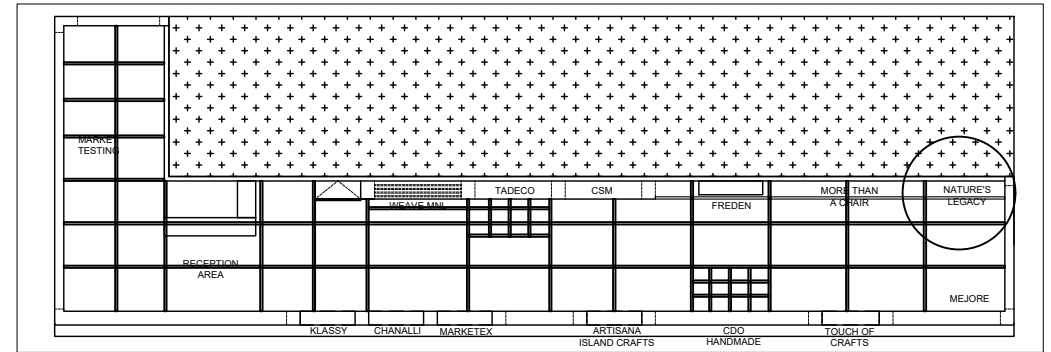 MARKE
TESTING
TADECO
CSM
MORE THAN
A CHAIR
NATURE'S
LEGACY
WEAVE MNL
FREDEN
RECEPTION
AREA
MEJORE
KLASSY
CHANALLI
MARKETEX
ARTISANA
ISLAND CRAFTS
CDO
HANDMADE
TOUCH OF
CRAFTS